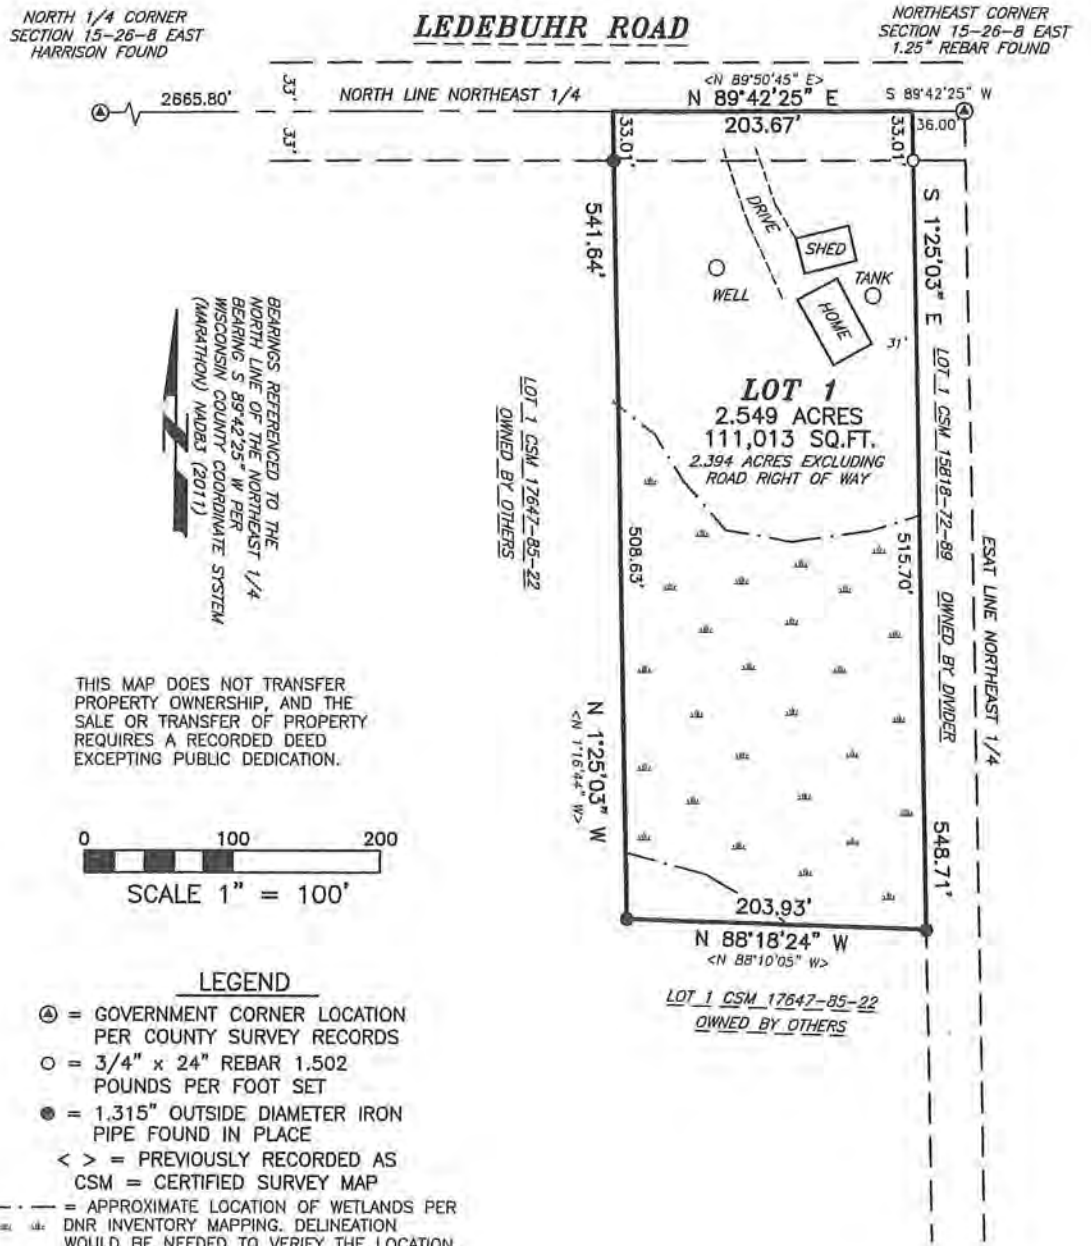 NORTH 1/4 CORNER
SECTION 15-26-8 EAST
HARRISON FOUND
LEDEBUHR ROAD
NORTHEAST CORNER
SECTION 15-26-8 EAST
1.25" REBAR FOUND
2665.80'
33'
33'
NORTH LINE NORTHEAST 1/4
<N 89°50'45" E>
N 89°42'25" E
203.67'
S 89°42'25" W
36.00'
33.01'
33.01'
541.64'
DRIVE
SHED
WELL
TANK
HOME
31'
S 1°25'03" E
LOT 1 CSM 15818-72-89 OWNED BY DIVIDER
ESAT LINE NORTHEAST 1/4
BEARINGS REFERENCED TO THE
NORTH LINE OF THE NORTHEAST 1/4
BEARING S 89°42'25" W PER
WISCONSIN COUNTY COORDINATE SYSTEM
(MARATHON) NAD83 (2011)
LOT 1 CSM 17647-85-22
OWNED BY OTHERS
LOT 1
2.549 ACRES
111,013 SQ.FT.
2.394 ACRES EXCLUDING
ROAD RIGHT OF WAY
508.63'
515.70'
N 1°25'03" W
<N 1°16'44" W>
548.71'
THIS MAP DOES NOT TRANSFER
PROPERTY OWNERSHIP, AND THE
SALE OR TRANSFER OF PROPERTY
REQUIRES A RECORDED DEED
EXCEPTING PUBLIC DEDICATION.
0 100 200
SCALE 1" = 100'
203.93'
N 88°18'24" W
<N 88°10'05" W>
LOT 1 CSM 17647-85-22
OWNED BY OTHERS
LEGEND
= GOVERNMENT CORNER LOCATION
PER COUNTY SURVEY RECORDS
= 3/4" x 24" REBAR 1.502
POUNDS PER FOOT SET
= 1.315" OUTSIDE DIAMETER IRON
PIPE FOUND IN PLACE
< > = PREVIOUSLY RECORDED AS
CSM = CERTIFIED SURVEY MAP
= APPROXIMATE LOCATION OF WETLANDS PER
DNR INVENTORY MAPPING. DELINEATION
WOULD BE NEEDED TO VERIFY THE LOCATION